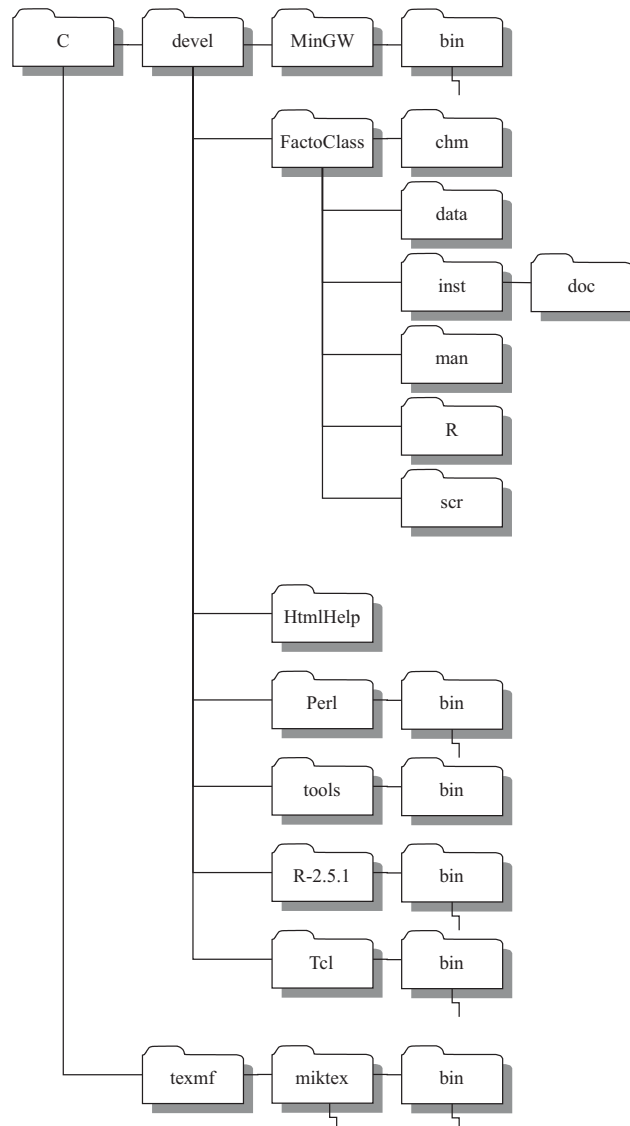 C devel MinGW bin
FactoClass chm
data
inst doc
man
R
scr
HtmlHelp
Perl bin
tools bin
R-2.5.1 bin
Tcl bin
texmf miktex bin